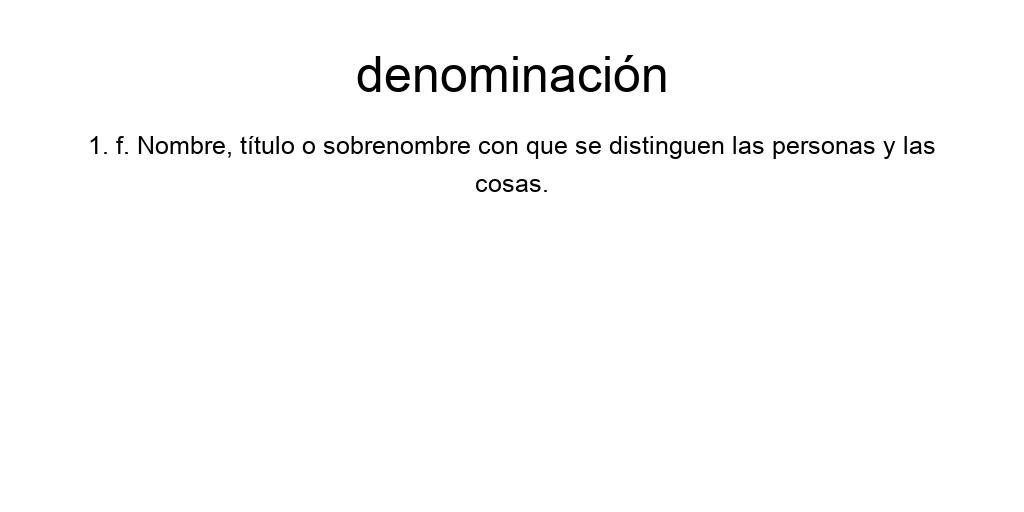 denominación
1. f. Nombre, título o sobrenombre con que se distinguen las personas y las
cosas.